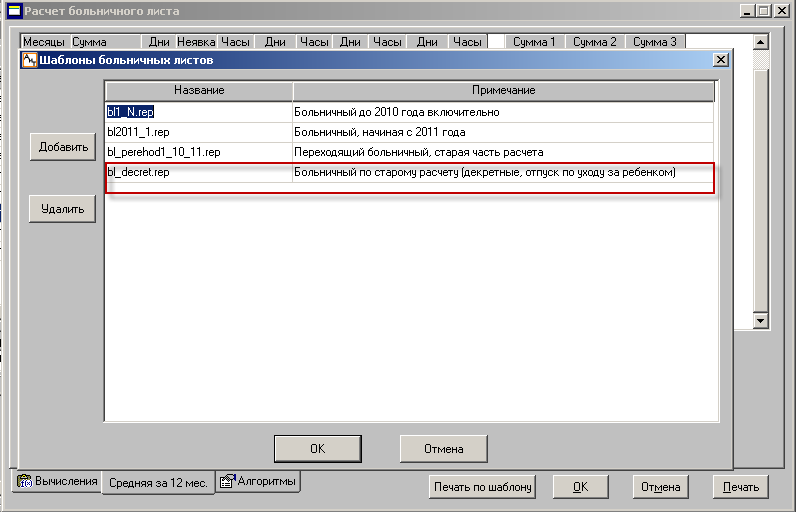 Расчет больничного листа
Месяцы Сумма Дни Неявка Часы Дни Часы Дни Часы Дни Часы Сумма 1 Сумма 2 Сумма 3
Шаблоны больничных листов
Название Примечание
bl1_N.rep Больничный до 2010 года включительно
bl2011_1.rep Больничный, начиная с 2011 года
Добавить
bl_perehod1_10_11.rep Переходящий больничный, старая часть расчета
bl_decret.rep Больничный по старому расчету (декретные, отпуск по уходу за ребенком)
Удалить
OK Отмена
Вычисления Средняя за 12 мес. Алгоритмы
Печать по шаблону OK Отмена Печать